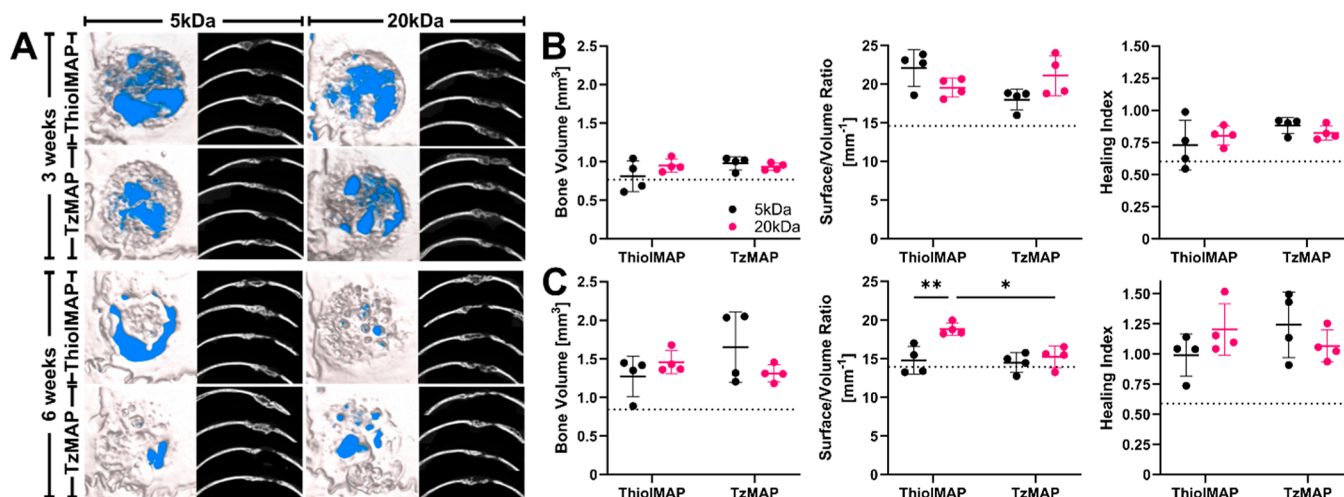 5kDa 20kDa
A
3 weeks
ThiolMAP
TzMAP
6 weeks
ThiolMAP
TzMAP
B
Bone Volume [mm³]
2.5
2.0
1.5
1.0
0.5
0
ThiolMAP TzMAP
5kDa
20kDa
Surface/Volume Ratio
[mm⁻¹]
25
20
15
10
5
0
ThiolMAP TzMAP
Healing Index
1.50
1.25
1.00
0.75
0.50
0.25
0
ThiolMAP TzMAP
C
Bone Volume [mm³]
2.5
2.0
1.5
1.0
0.5
0
ThiolMAP TzMAP
Surface/Volume Ratio
[mm⁻¹]
25
20
15
10
5
0
** *
ThiolMAP TzMAP
Healing Index
1.50
1.25
1.00
0.75
0.50
0.25
0
ThiolMAP TzMAP